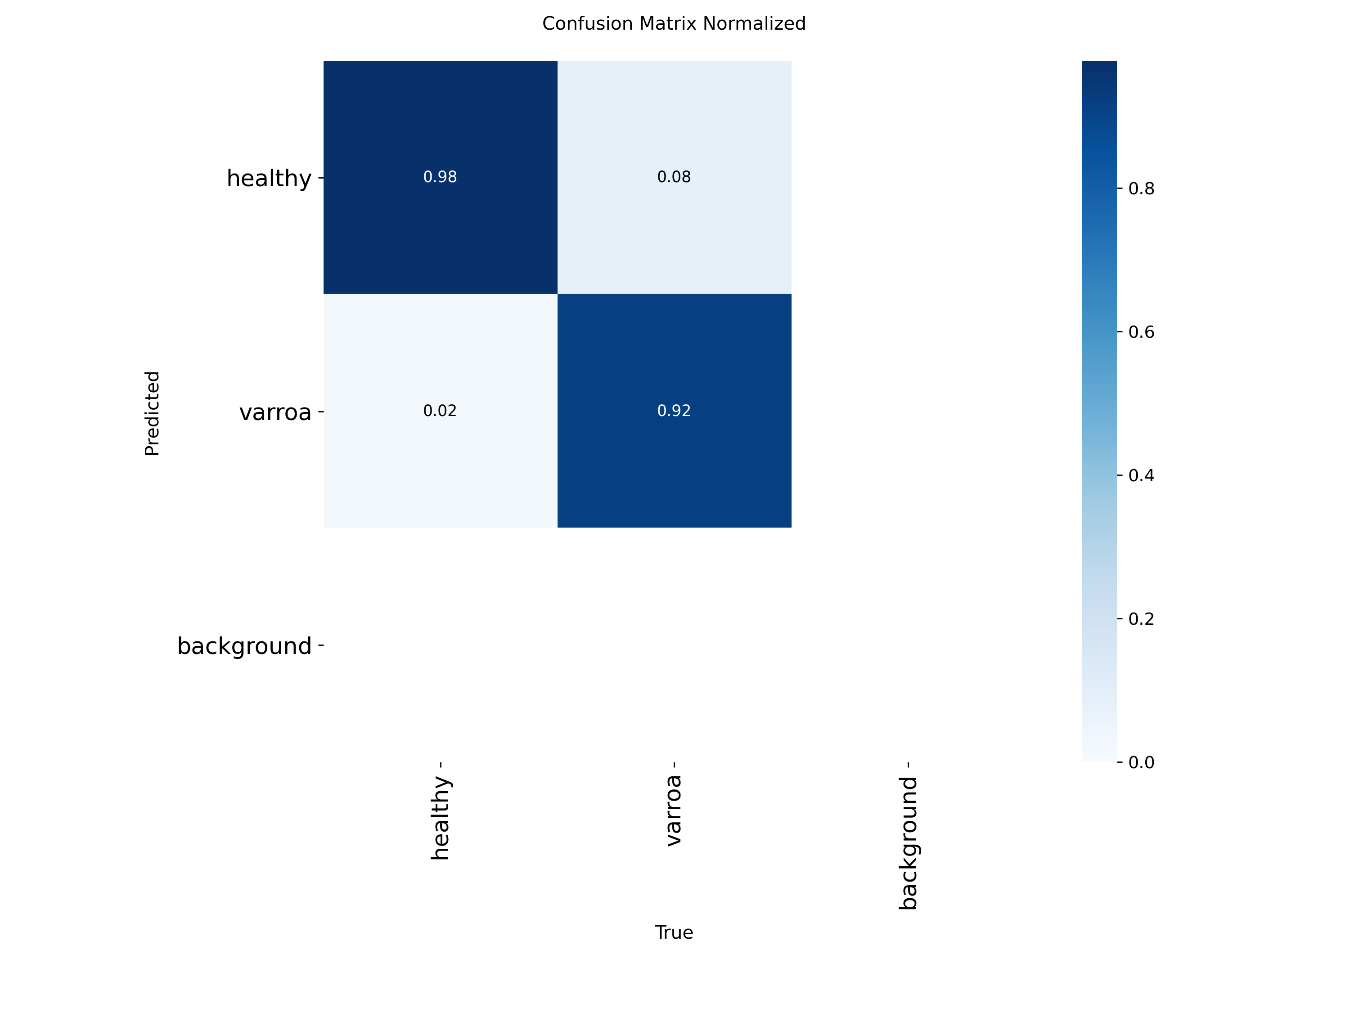 Confusion Matrix Normalized
healthy
0.98
0.08
varroa
0.02
0.92
background
Predicted
healthy
varroa
background
True
0.8
0.6
0.4
0.2
0.0